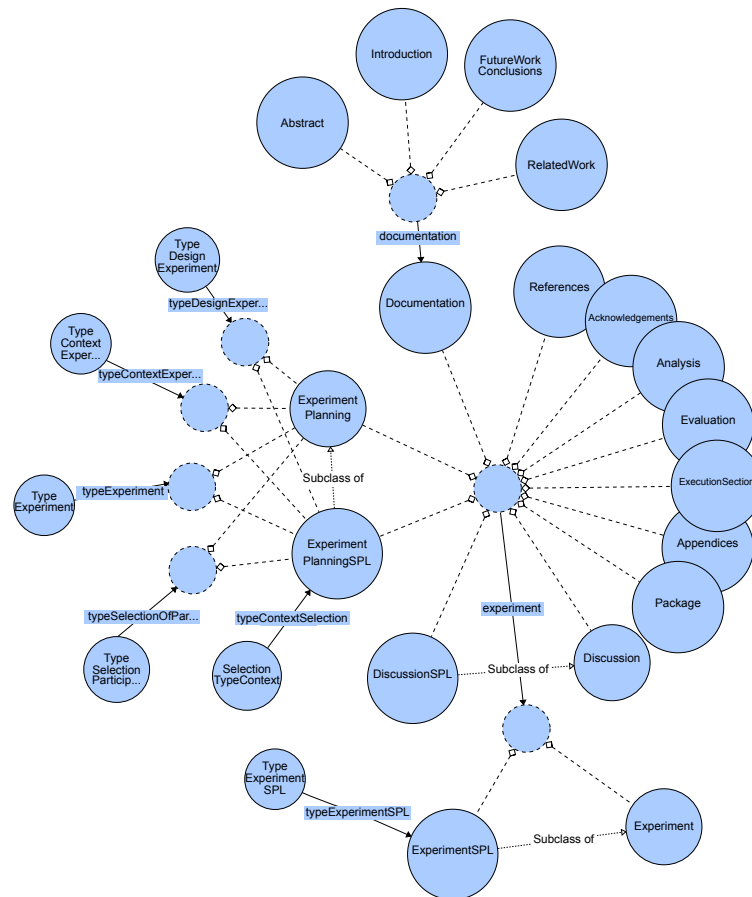 Introduction
FutureWork
Conclusions
Abstract
RelatedWork
documentation
Type
Design
Experiment
typeDesignExper...
Documentation
References
Acknowledgements
Type
Context
Exper...
typeContextExper...
Analysis
Experiment
Planning
Evaluation
Subclass of
Type
Experiment
typeExperiment
ExecutionSection
Experiment
PlanningSPL
Appendices
typeSelectionOfPar...
typeContextSelection
experiment
Package
Type
Selection
Particip...
Selection
TypeContext
DiscussionSPL
Subclass of
Discussion
Type
Experiment
SPL
typeExperimentSPL
ExperimentSPL
Subclass of
Experiment